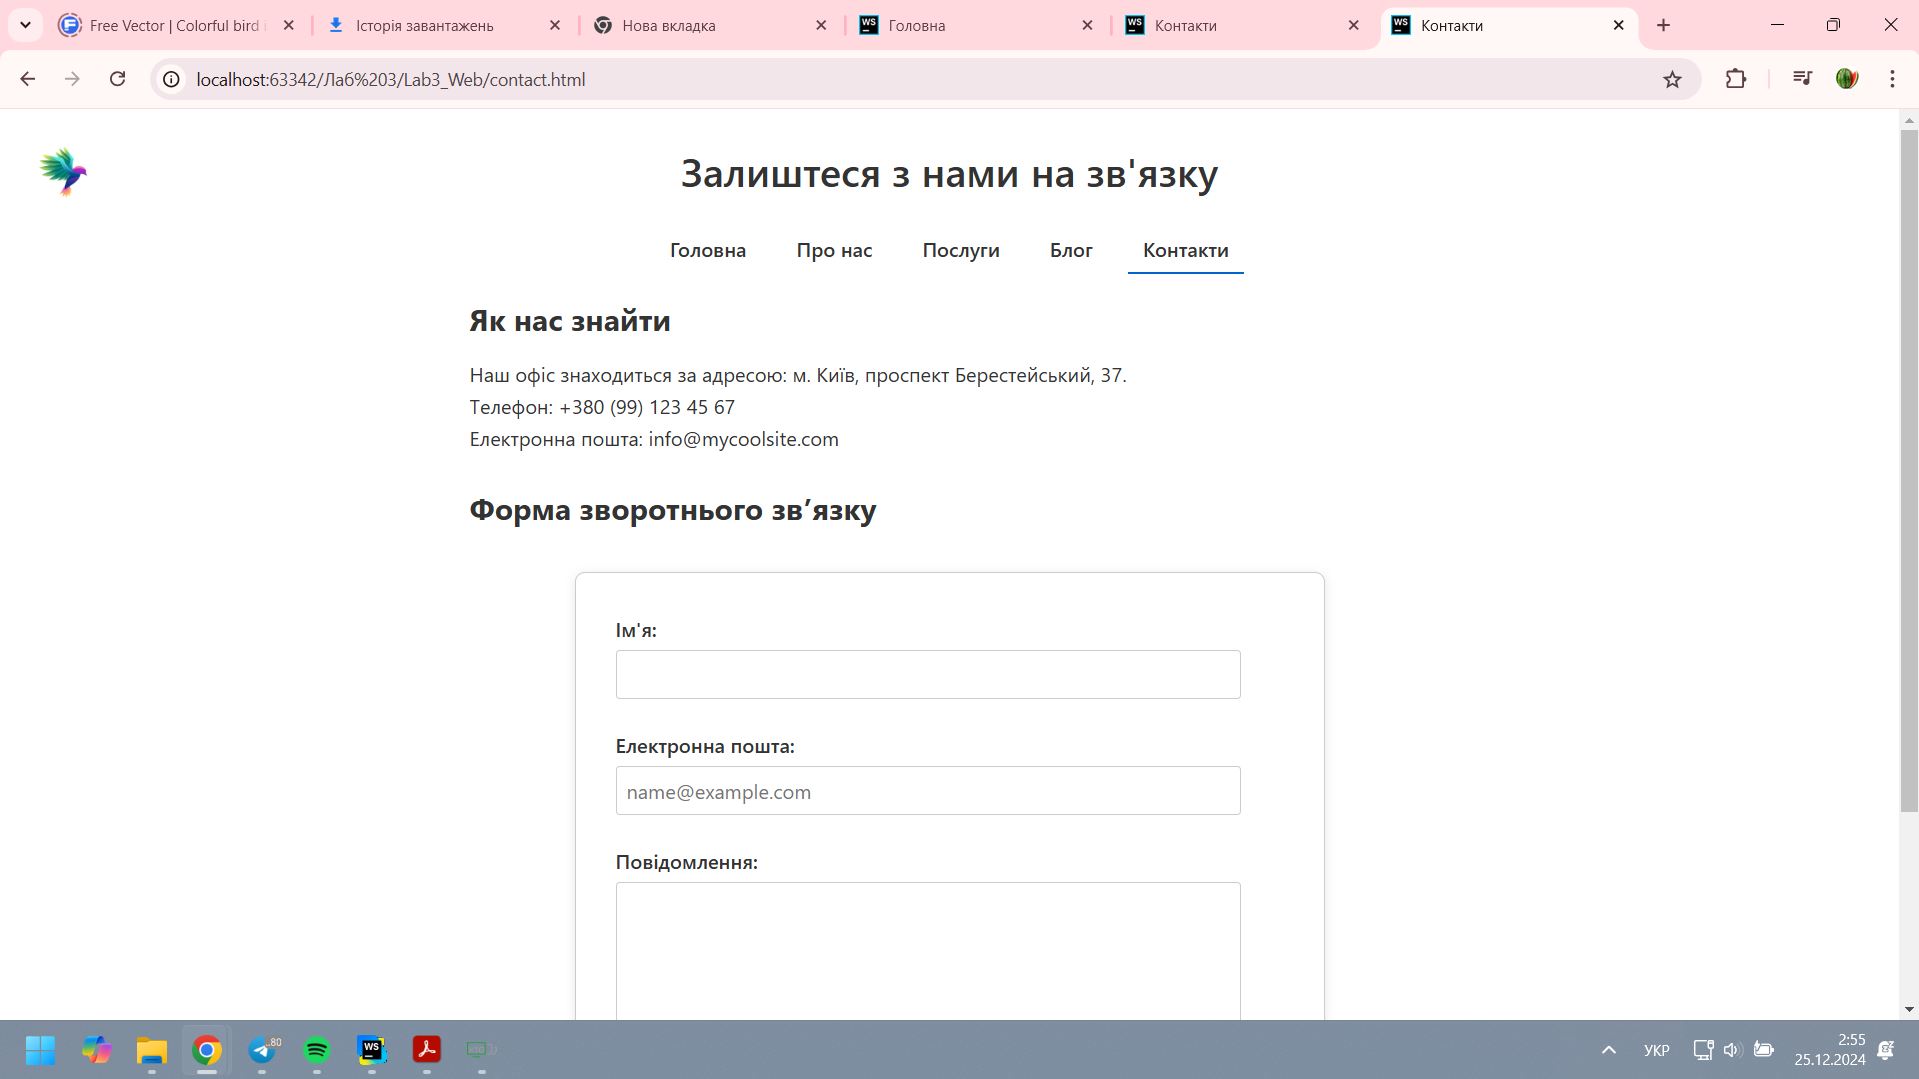 Free Vector | Colorful bird i
Історія завантажень
Нова вкладка
Головна
Контакти
Контакти
localhost:63342/Лаб%203/Lab3_Web/contact.html
Залиштеся з нами на зв'язку
Головна
Про нас
Послуги
Блог
Контакти
Як нас знайти
Наш офіс знаходиться за адресою: м. Київ, проспект Берестейський, 37.
Телефон: +380 (99) 123 45 67
Електронна пошта: info@mycoolsite.com
Форма зворотнього зв’язку
Ім'я:
Електронна пошта:
name@example.com
Повідомлення:
WS
..80
УКР
2:55
25.12.2024